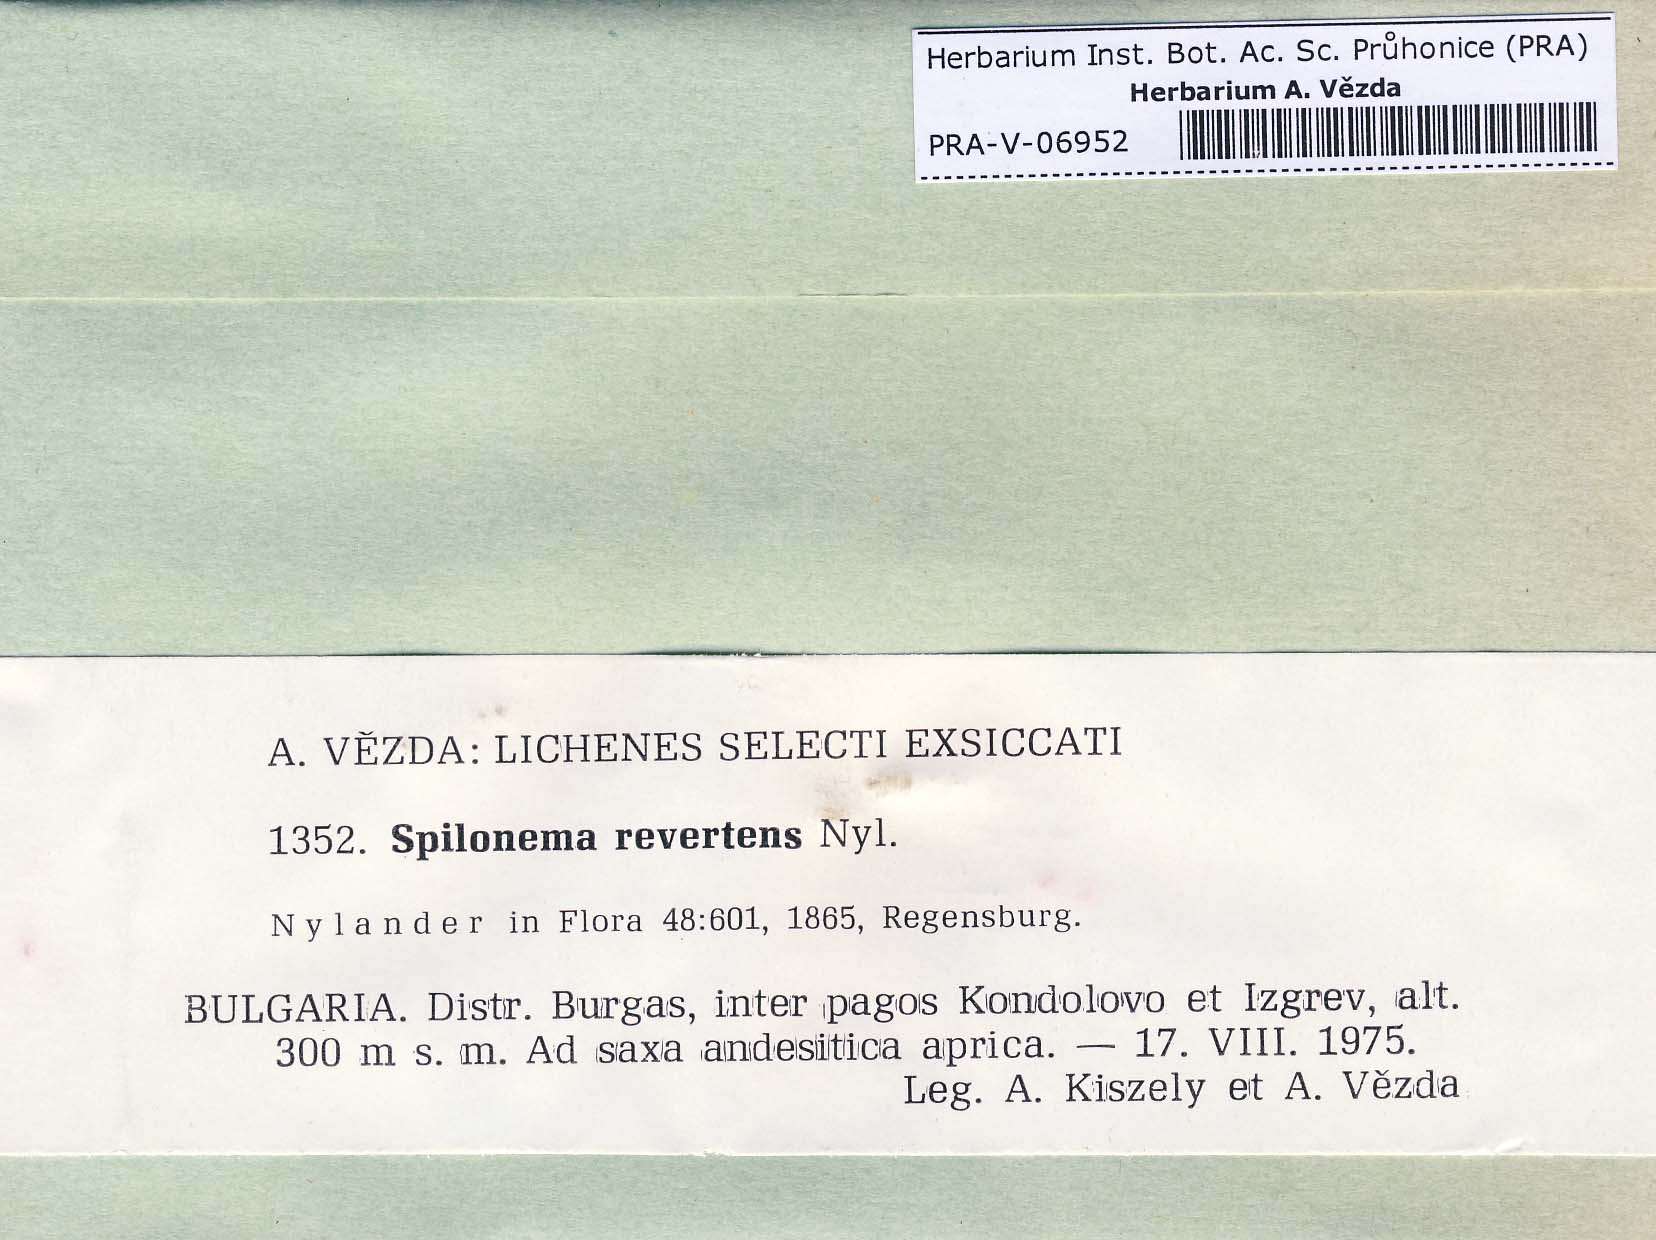 Herbarium Inst. Bot. Ac. Sc. Průhonice (PRA)
Herbarium A. Vězda
PRA-V-06952
A. VĚZDA: LICHENES SELECTI EXSICCATI
1352. Spilonema revertens Nyl.
Nylander in Flora 48:601, 1865, Regensburg.
BULGARIA. Distr. Burgas, inter pagos Kondolovo et Izgrev, alt.
300 m s. m. Ad saxa andesitica aprica. — 17. VIII. 1975.
Leg. A. Kiszely et A. Vězda